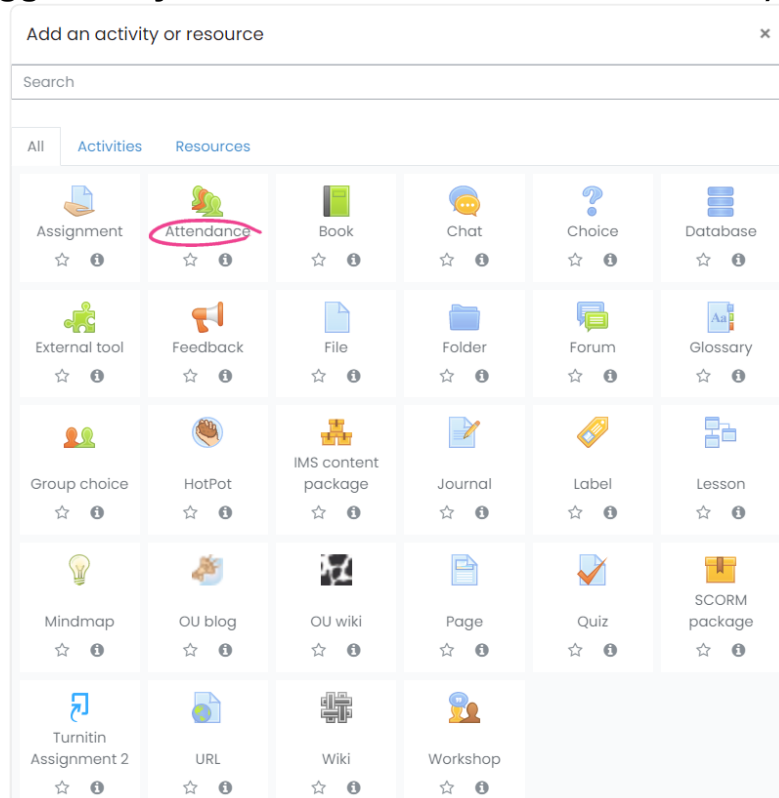 Add an activity or resource ×
Search
All Activities Resources
Assignment Attendance Book Chat Choice Database
External tool Feedback File Folder Forum Glossary
Group choice HotPot IMS content package Journal Label Lesson
Mindmap OU blog OU wiki Page Quiz SCORM package
Turnitin Assignment 2 URL Wiki Workshop